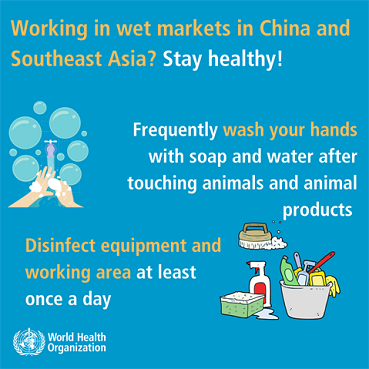 Working in wet markets in China and
Southeast Asia? Stay healthy!
Frequently wash your hands
with soap and water after
touching animals and animal
products
Disinfect equipment and
working area at least
once a day
World Health
Organization